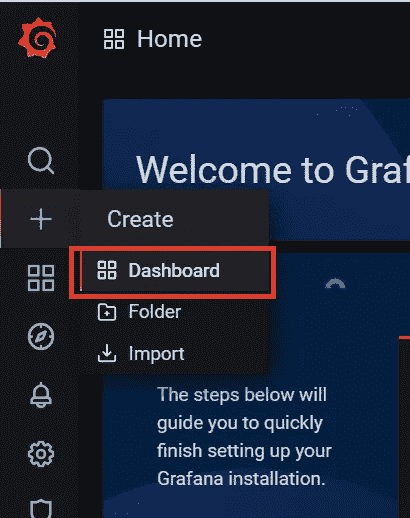 Home
Welcome to Graf
Create
Dashboard
Folder
Import
The steps below will
guide you to quickly
finish setting up your
Grafana installation.